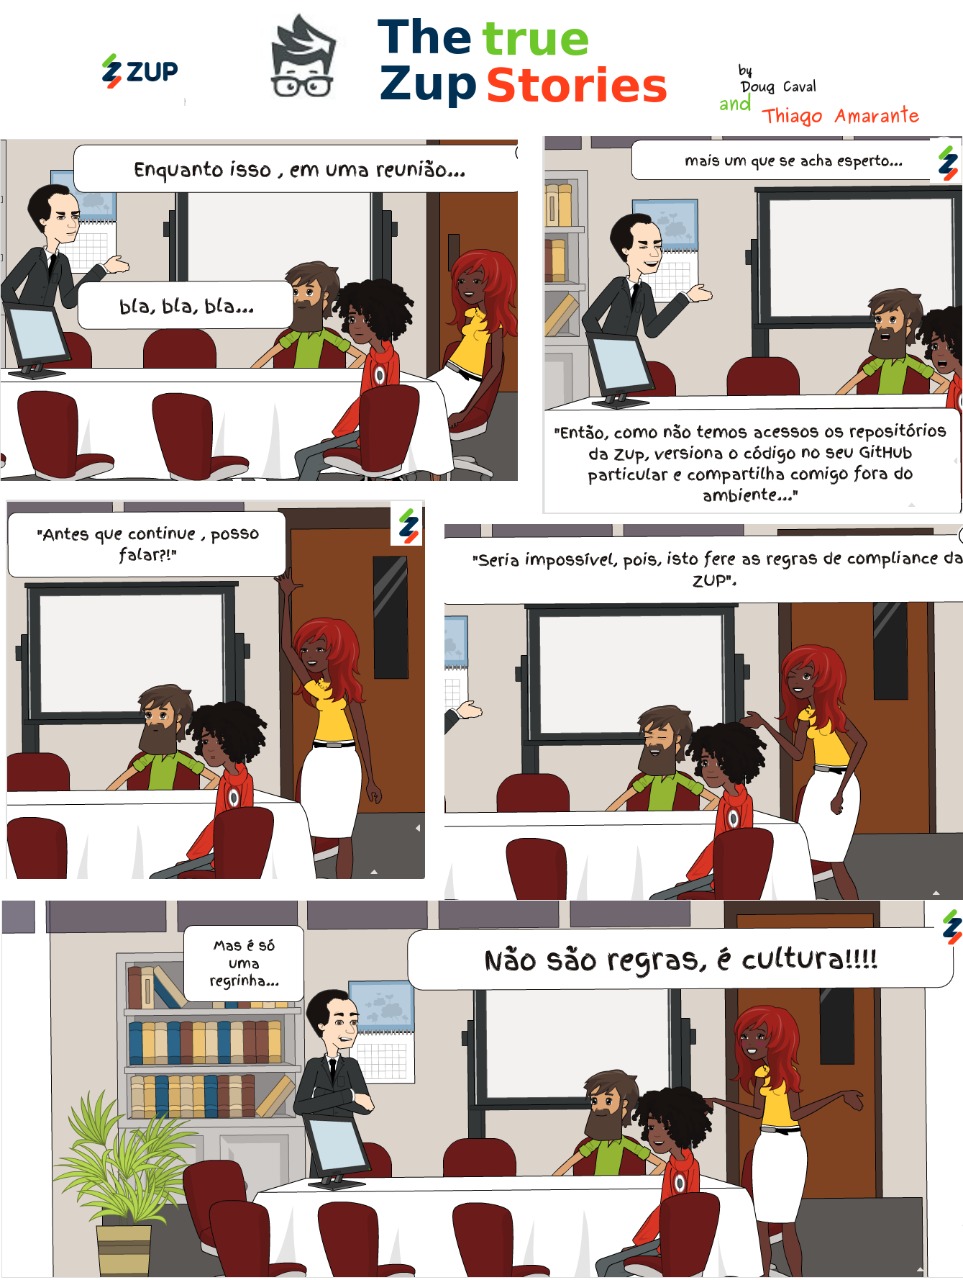 ZUP
The true
Zup Stories
by
Doug Caval
and
Thiago Amarante
Enquanto isso , em uma reunião...
bla, bla, bla...
mais um que se acha esperto...
"Então, como não temos acessos os repositórios
da Zup, versiona o código no seu GitHub
particular e compartilha comigo fora do
ambiente..."
"Antes que continue , posso
falar?!"
"Seria impossível, pois, isto fere as regras de compliance da
ZUP".
Mas é só
uma
regrinha...
Não são regras, é cultura!!!!